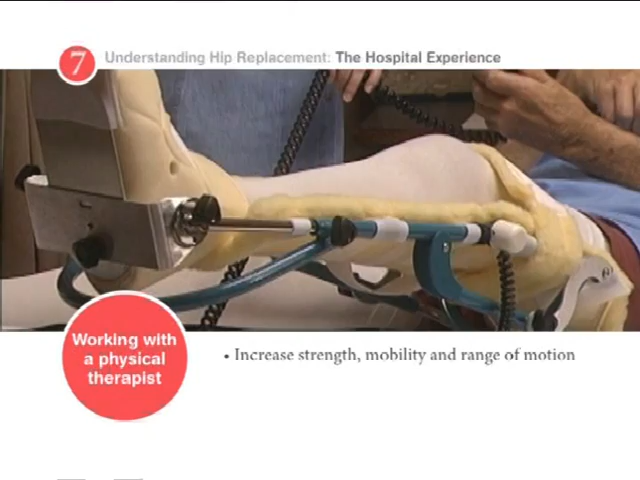 7 Understanding Hip Replacement: The Hospital Experience
Working with
a physical
therapist
• Increase strength, mobility and range of motion